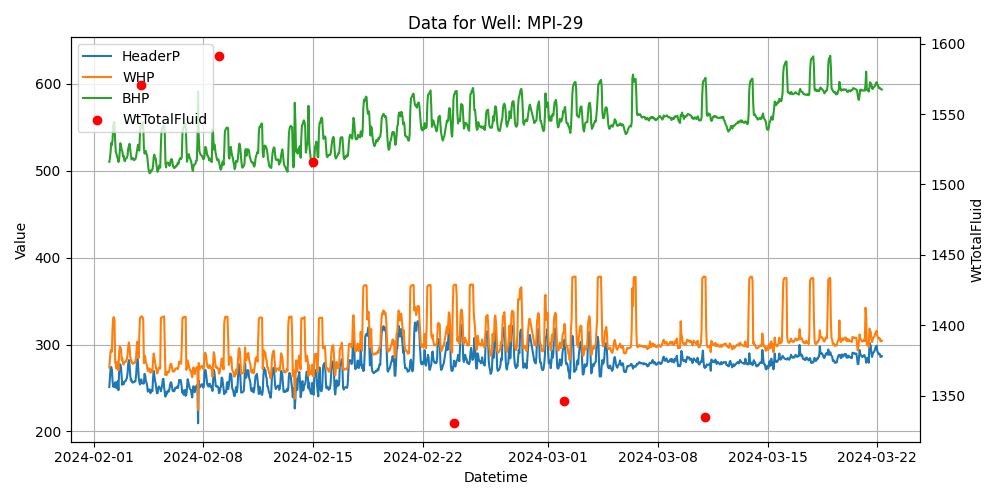 Data for Well: MPI-29
HeaderP
WHP
BHP
WtTotalFluid
600
500
400
300
200
Value
1600
1550
1500
1450
1400
1350
WtTotalFluid
2024-02-01
2024-02-08
2024-02-15
2024-02-22
2024-03-01
2024-03-08
2024-03-15
2024-03-22
Datetime